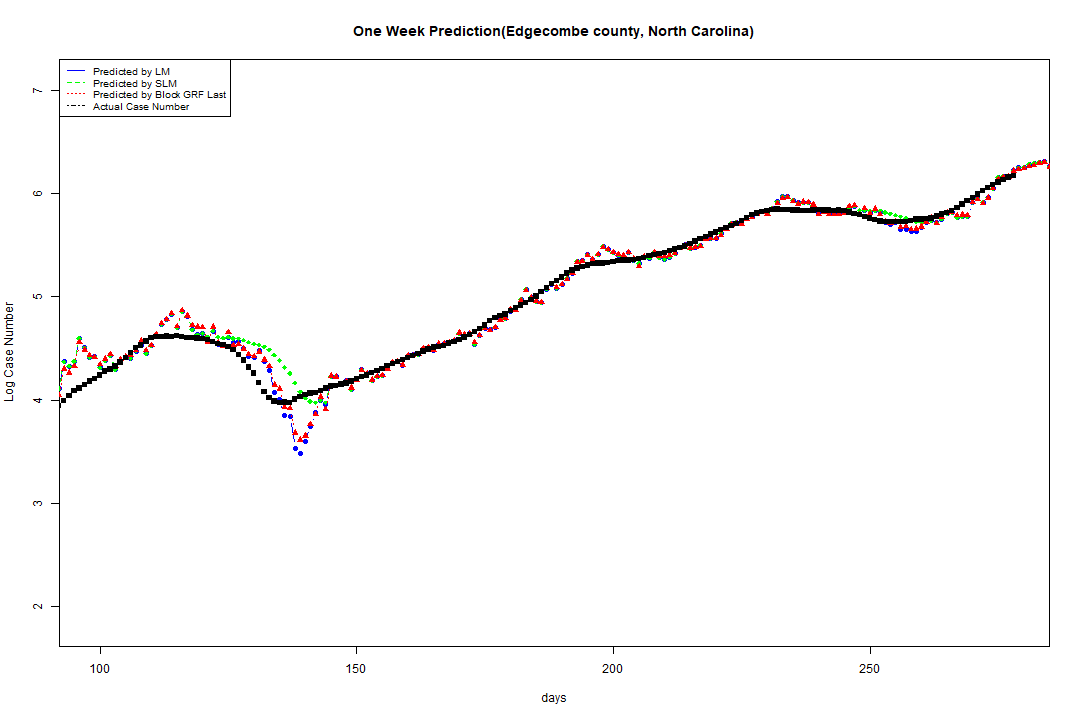 One Week Prediction(Edgecombe county, North Carolina)
Predicted by LM
Predicted by SLM
Predicted by Block GRF Last
Actual Case Number
7
6
5
4
3
2
Log Case Number
100 150 200 250
days